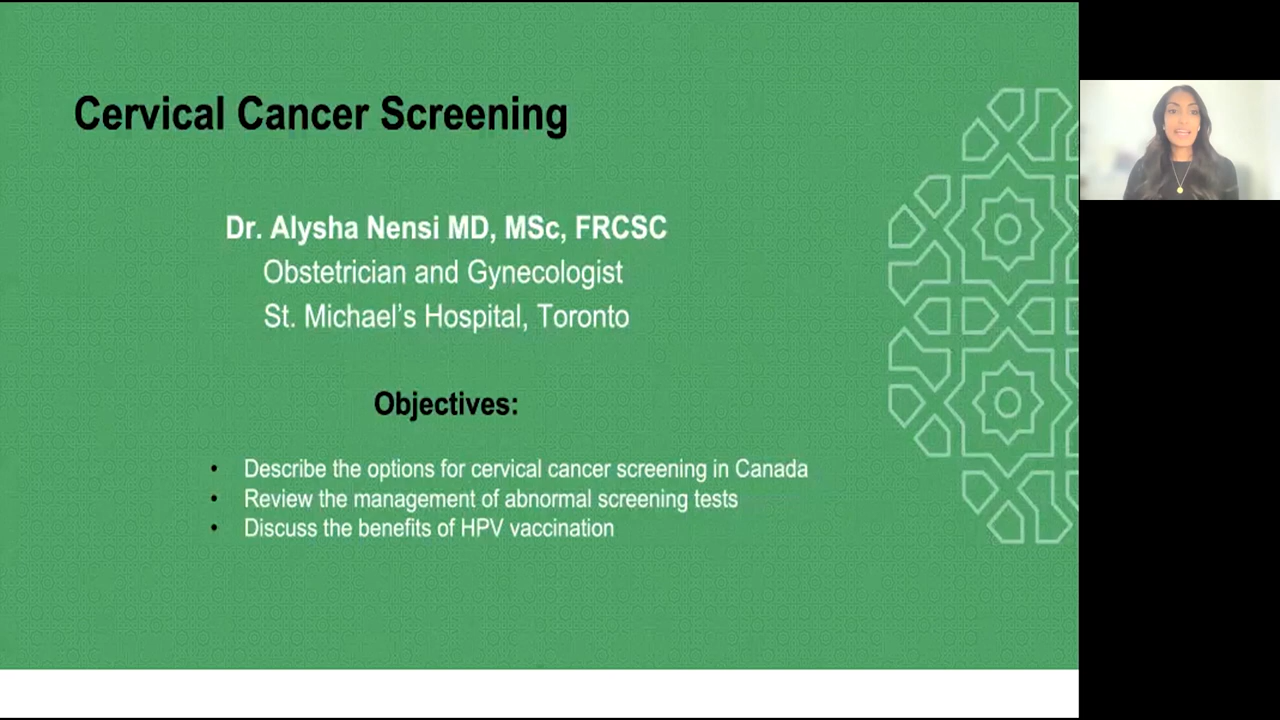 Cervical Cancer Screening
Dr. Alysha Nensi MD, MSc, FRCSC
Obstetrician and Gynecologist
St. Michael’s Hospital, Toronto
Objectives:
• Describe the options for cervical cancer screening in Canada
• Review the management of abnormal screening tests
• Discuss the benefits of HPV vaccination